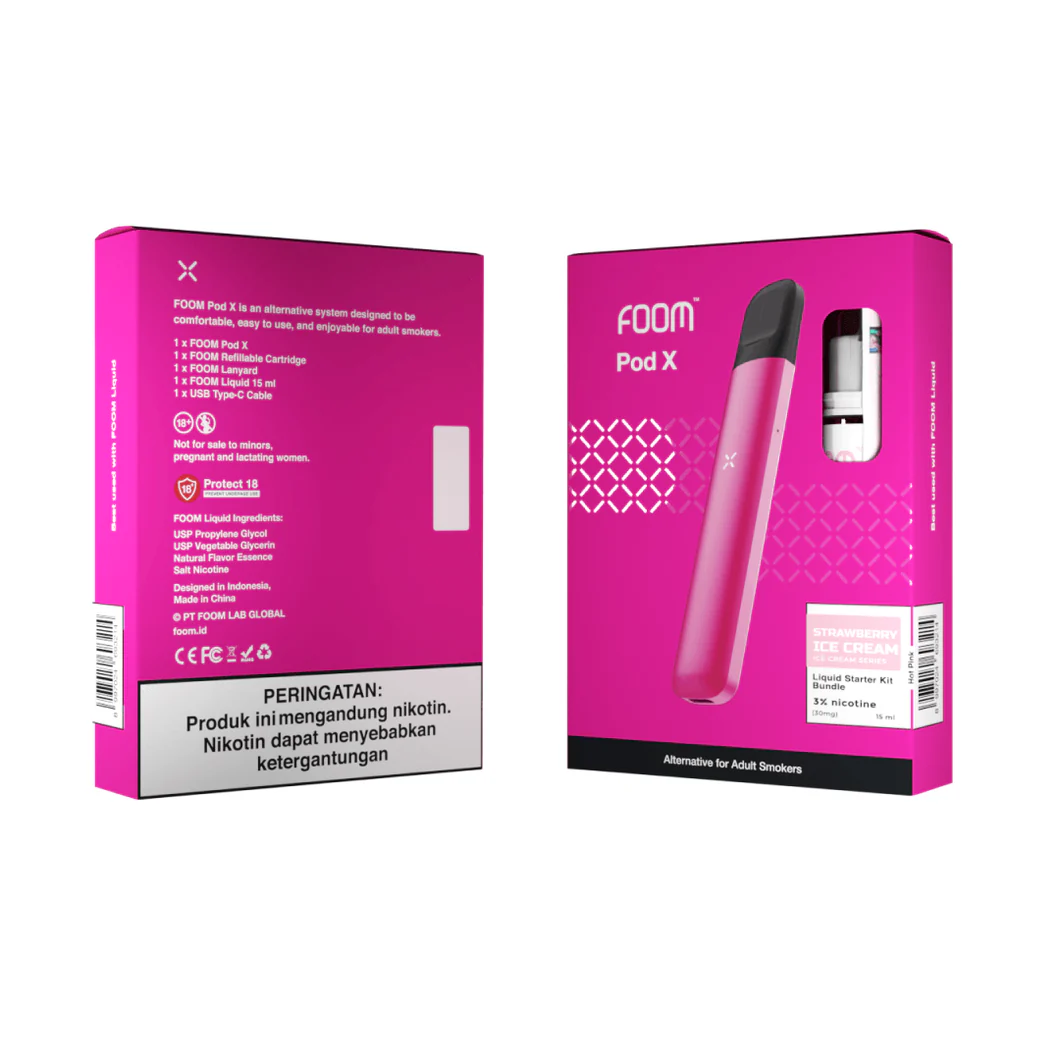 FOOM Pod X is an alternative system designed to be
comfortable, easy to use, and enjoyable for adult smokers.
1 x FOOM Pod X
1 x FOOM Refillable Cartridge
1 x FOOM Lanyard
1 x FOOM Liquid 15 ml
1 x USB Type-C Cable
18+
Not for sale to minors,
pregnant and lactating women.
18+
Protect 18
PREVENT UNDERAGE USE
FOOM Liquid Ingredients:
USP Propylene Glycol
USP Vegetable Glycerin
Natural Flavor Essence
Salt Nicotine
Designed in Indonesia,
Made in China
© PT FOOM LAB GLOBAL
foom.id
CE FC
PERINGATAN:
Produk ini mengandung nikotin.
Nikotin dapat menyebabkan
ketergantungan
Best used with FOOM Liquid
FOOM™
Pod X
STRAWBERRY
ICE CREAM
ICE CREAM SERIES
Liquid Starter Kit
Bundle
3% nicotine
(30mg) 15 ml
Hot Pink
Alternative for Adult Smokers
Best used with FOOM Liquid